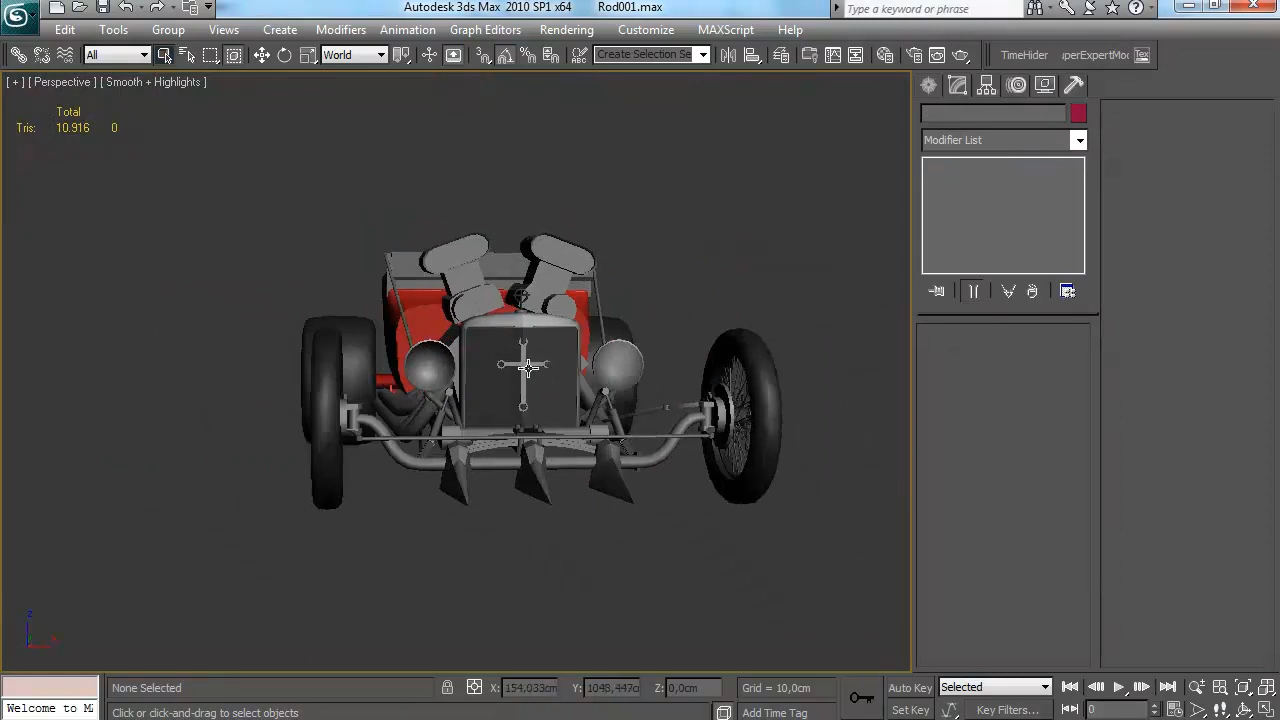 Autodesk 3ds Max 2010 SP1 x64 Rod001.max
Type a keyword or phrase
Edit Tools Group Views Create Modifiers Animation Graph Editors Rendering Customize MAXScript Help
All World Create Selection Se TimeHider uperExpertMoc
[ + ] [ Perspective ] [ Smooth + Highlights ]
Total
Tris: 10.916 0
Modifier List
z
x
None Selected X: 154,033cm Y: 1048,447c Z: 0,0cm Grid = 10,0cm Auto Key Selected
Welcome to M Click or click-and-drag to select objects Add Time Tag Set Key Key Filters... 0